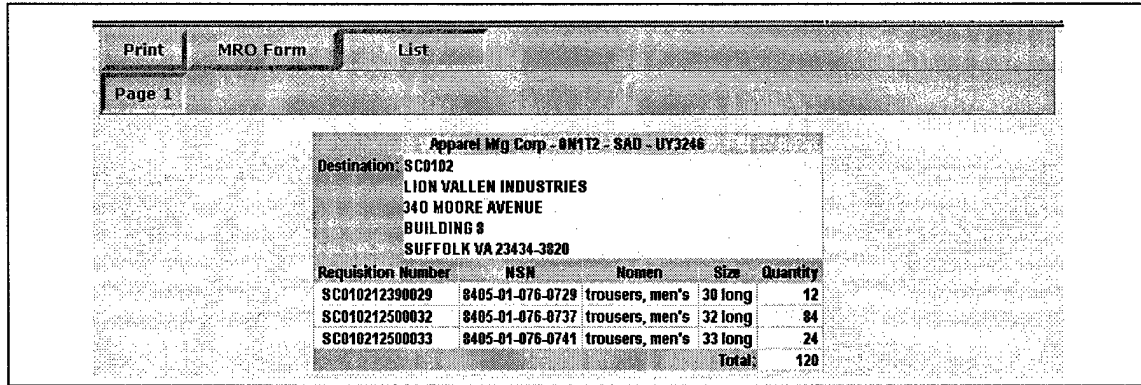 Print MRO Form List
Page 1
Apparel Mfg Corp - 0N1T2 - SAD - UY3246
Destination: SC0102
LION VALLEN INDUSTRIES
340 MOORE AVENUE
BUILDING 8
SUFFOLK VA 23434-3820
Requisition Number NSN Nomen Size Quantity
SC010212390029 8405-01-076-0729 trousers, men's 30 long 12
SC010212500032 8405-01-076-0737 trousers, men's 32 long 84
SC010212500033 8405-01-076-0741 trousers, men's 33 long 24
Total: 120